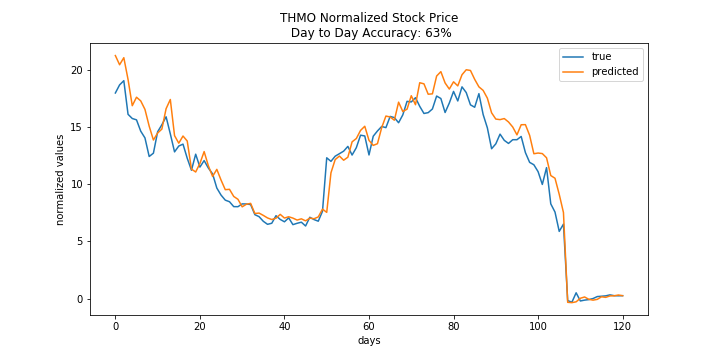 THMO Normalized Stock Price
Day to Day Accuracy: 63%
true
predicted
normalized values
20
15
10
5
0
0
20
40
60
80
100
120
days